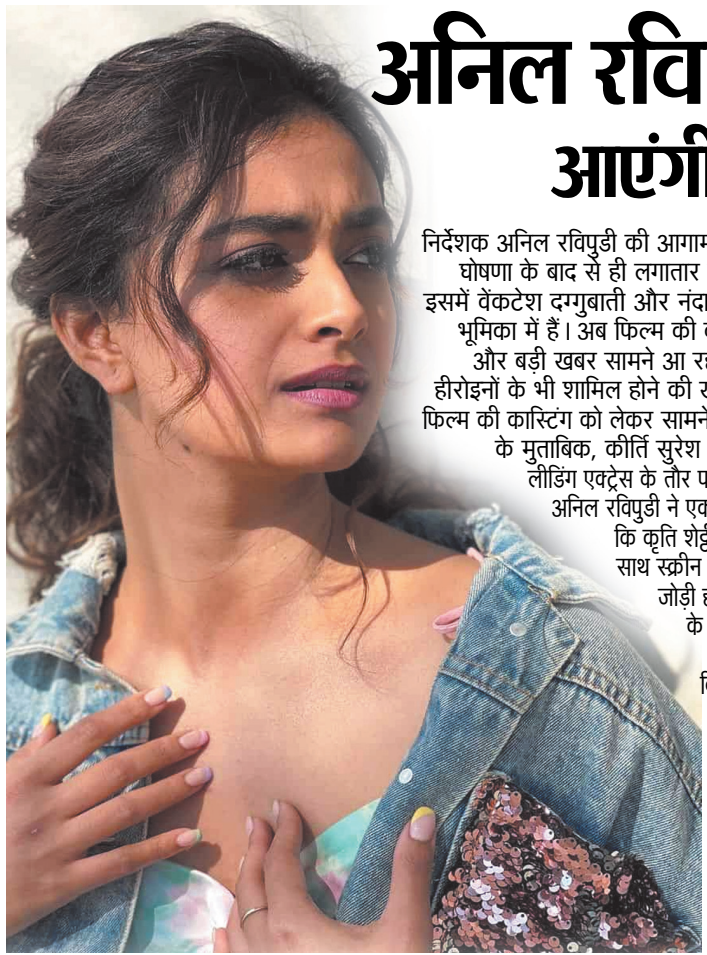 अनिल रवि
आएंगी
निर्देशक अनिल रविपुडी की आगाम
घोषणा के बाद से ही लगातार
इसमें वेंकटेश दग्गुबाती और नंदा
भूमिका में हैं। अब फिल्म की
और बड़ी खबर सामने आ रह
हीरोइनों के भी शामिल होने की
फिल्म की कास्टिंग को लेकर सामने
के मुताबिक, कीर्ति सुरेश
लीडिंग एक्ट्रेस के तौर प
अनिल रविपुडी ने एक
कि कृति शेट्टी
साथ स्क्रीन
जोड़ी ह
के